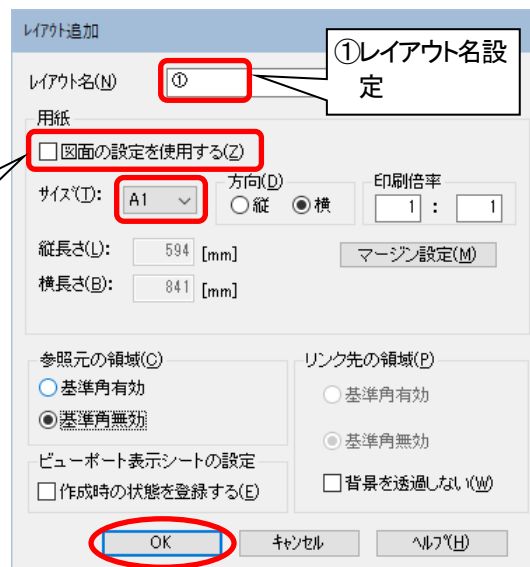 レイアウト追加
①レイアウト名設
定
レイアウト名(N) ①
用紙
図面の設定を使用する(Z)
サイズ(T): A1 方向(D) 縦 横 印刷倍率 1 : 1
縦長さ(L): 594 [mm] マージン設定(M)
横長さ(B): 841 [mm]
参照元の領域(C) リンク先の領域(P)
基準角有効 基準角有効
基準角無効 基準角無効
ビューポート表示シートの設定
作成時の状態を登録する(E) 背景を透過しない(W)
OK キャンセル ヘルプ(H)